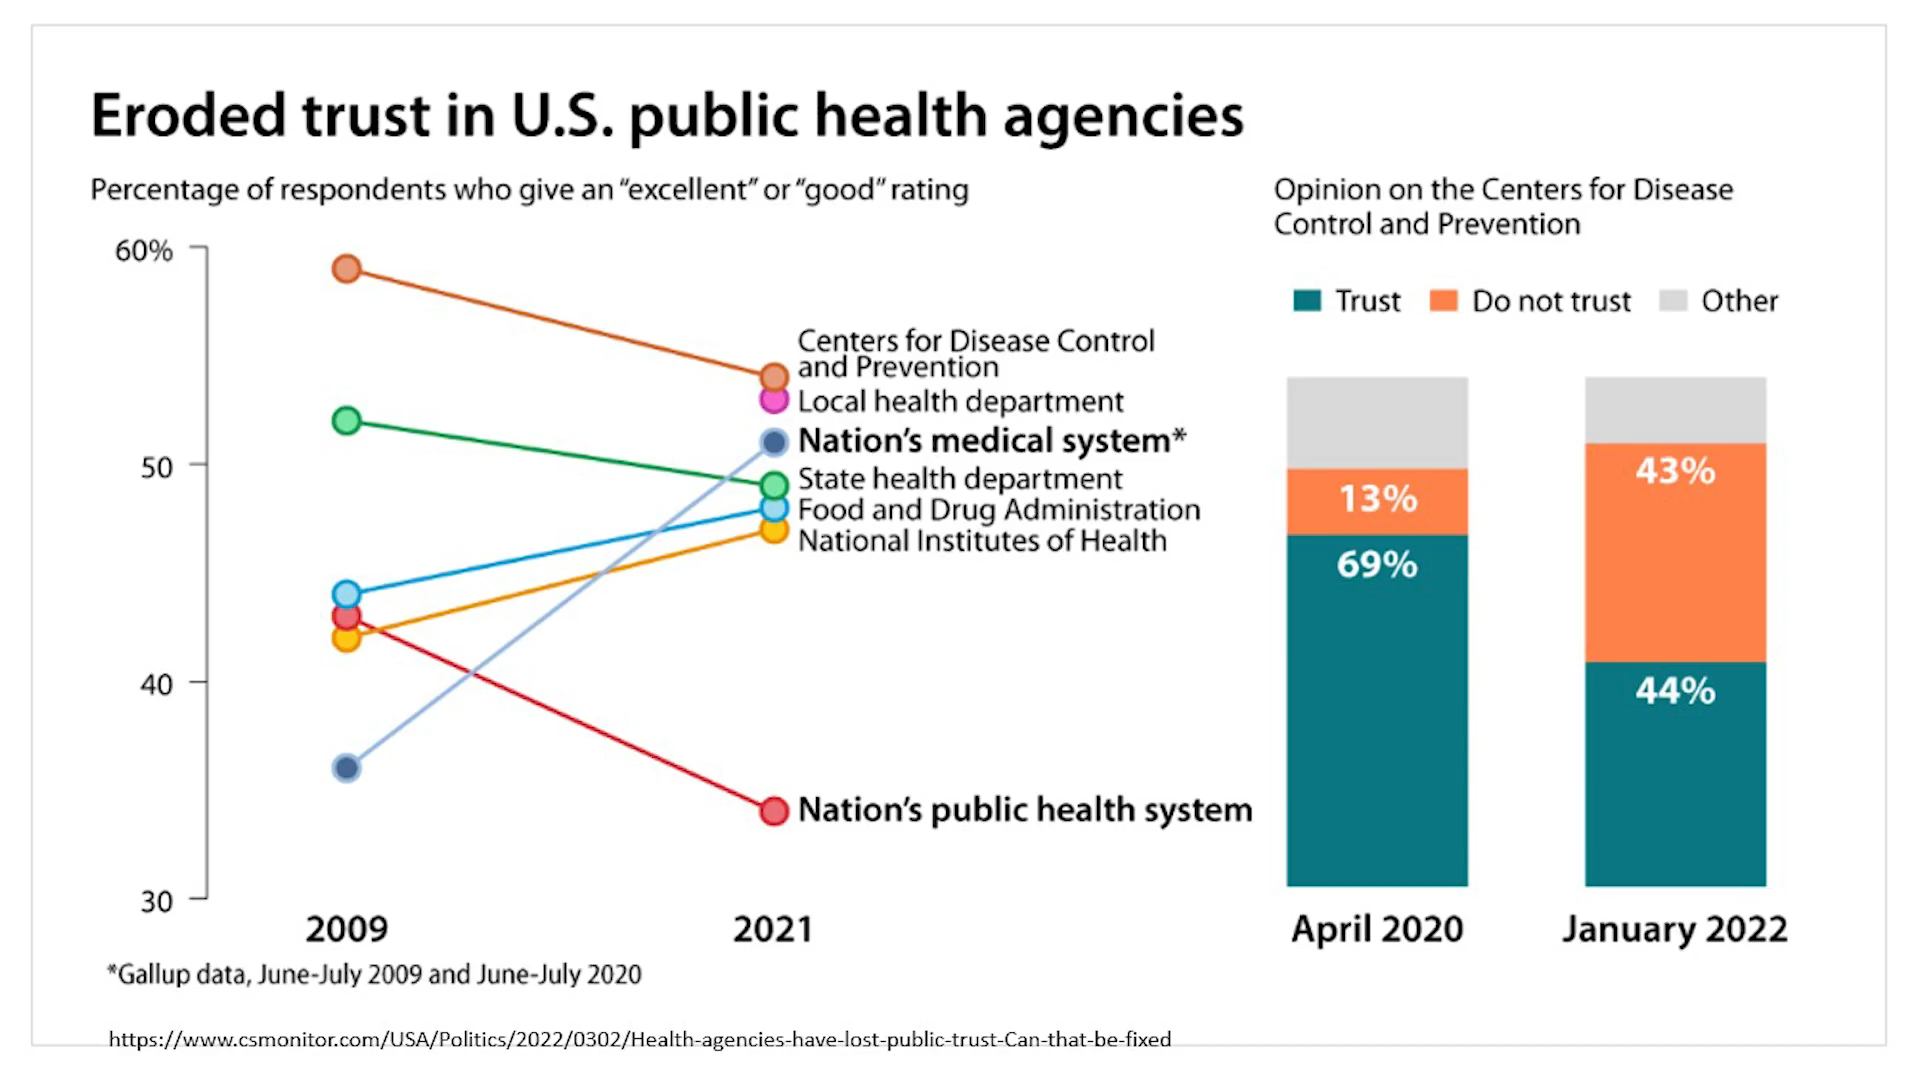 Eroded trust in U.S. public health agencies
Percentage of respondents who give an “excellent” or “good” rating
60%
50
40
30
2009
2021
Centers for Disease Control
and Prevention
Local health department
Nation’s medical system*
State health department
Food and Drug Administration
National Institutes of Health
Nation’s public health system
*Gallup data, June-July 2009 and June-July 2020
Opinion on the Centers for Disease
Control and Prevention
Trust
Do not trust
Other
13%
69%
43%
44%
April 2020
January 2022
https://www.csmonitor.com/USA/Politics/2022/0302/Health-agencies-have-lost-public-trust-Can-that-be-fixed